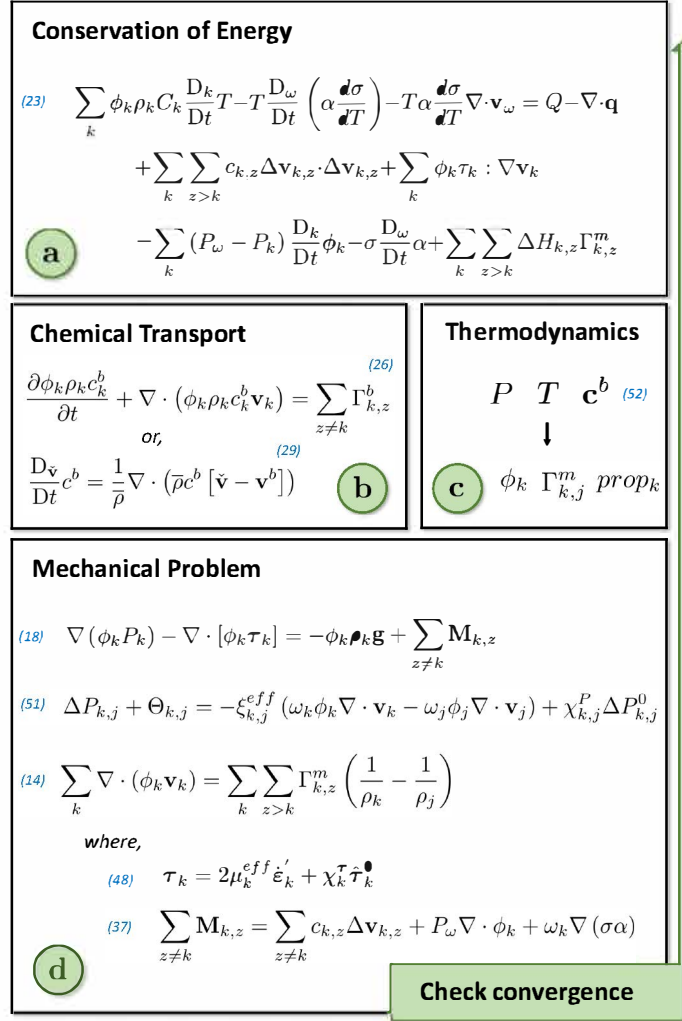 Conservation of Energy
(23) ∑_k ϕ_k ρ_k C_k D_k/Dt T − T D_ω/Dt (α dσ/dT) − Tα dσ/dT ∇·v_ω = Q − ∇·q
+ ∑_k ∑_{z>k} c_{k.z} Δv_{k,z}·Δv_{k,z} + ∑_k ϕ_k τ_k : ∇v_k
− ∑_k (P_ω − P_k) D_k/Dt ϕ_k − σ D_ω/Dt α + ∑_k ∑_{z>k} ΔH_{k,z} Γ^m_{k,z}
a
Chemical Transport
(26)
∂ϕ_k ρ_k c^b_k/∂t + ∇·(ϕ_k ρ_k c^b_k v_k) = ∑_{z≠k} Γ^b_{k,z}
or,
(29)
D_v̌/Dt c^b = 1/ρ̅ ∇·(ρ̅c^b [v̌ − v^b])
b
Thermodynamics
P T c^b (52)
↓
c ϕ_k Γ^m_{k,j} prop_k
Mechanical Problem
(18) ∇(ϕ_k P_k) − ∇·[ϕ_k τ_k] = −ϕ_k ρ_k g + ∑_{z≠k} M_{k,z}
(51) ΔP_{k,j} + Θ_{k,j} = −ξ^{eff}_{k,j} (ω_k ϕ_k ∇·v_k − ω_j ϕ_j ∇·v_j) + χ^P_{k,j} ΔP^0_{k,j}
(14) ∑_k ∇·(ϕ_k v_k) = ∑_k ∑_{z>k} Γ^m_{k,z} (1/ρ_k − 1/ρ_j)
where,
(48) τ_k = 2μ^{eff}_k ε̇′_k + χ^τ_k τ̂_k
(37) ∑_{z≠k} M_{k,z} = ∑_{z≠k} c_{k,z} Δv_{k,z} + P_ω ∇·ϕ_k + ω_k ∇(σα)
d
Check convergence